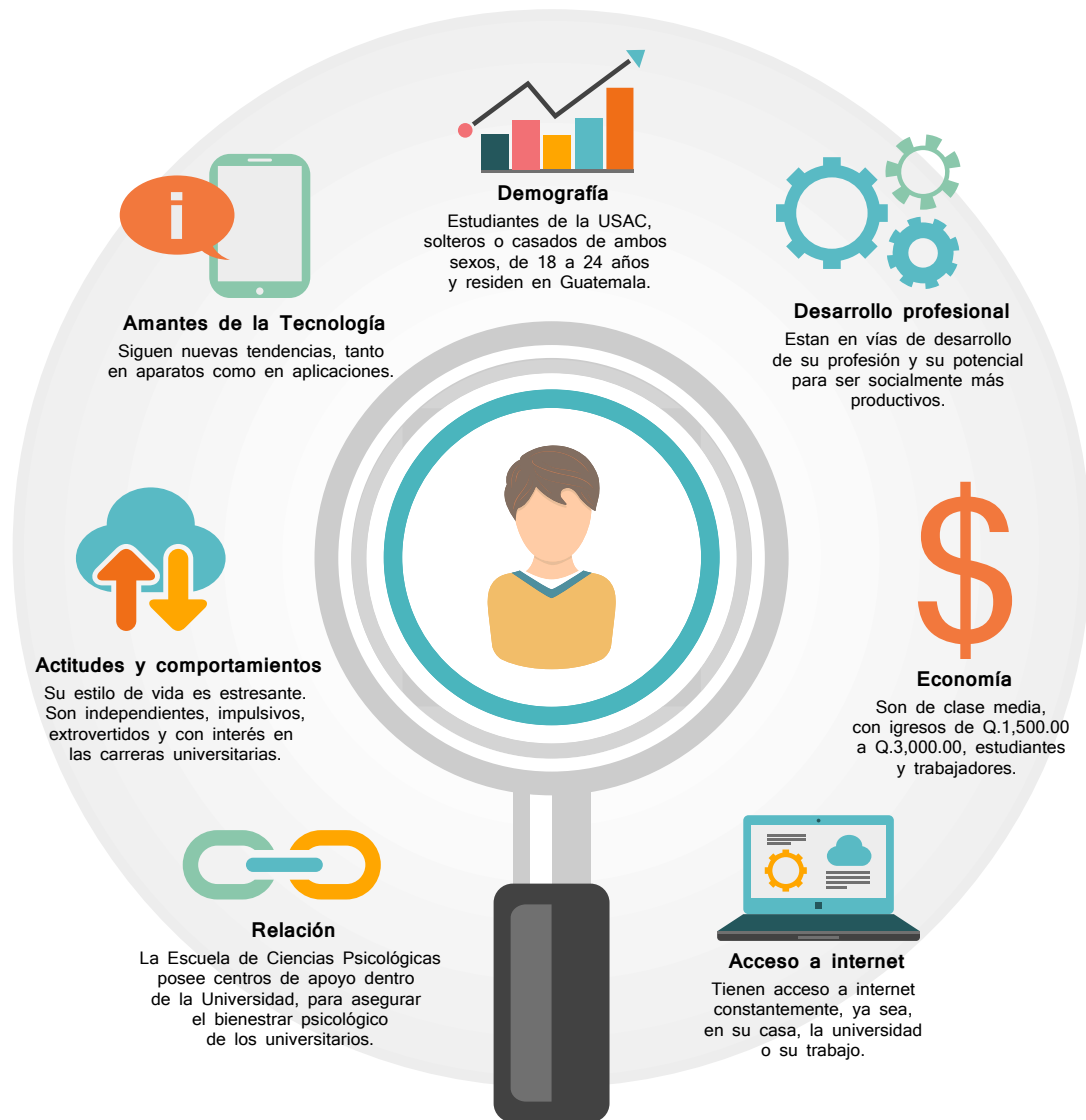 Demografía
Estudiantes de la USAC,
solteros o casados de ambos
sexos, de 18 a 24 años
y residen en Guatemala.
i
Amantes de la Tecnología
Siguen nuevas tendencias, tanto
en aparatos como en aplicaciones.
Desarrollo profesional
Estan en vías de desarrollo
de su profesión y su potencial
para ser socialmente más
productivos.
Actitudes y comportamientos
Su estilo de vida es estresante.
Son independientes, impulsivos,
extrovertidos y con interés en
las carreras universitarias.
$
Economía
Son de clase media,
con igresos de Q.1,500.00
a Q.3,000.00, estudiantes
y trabajadores.
Relación
La Escuela de Ciencias Psicológicas
posee centros de apoyo dentro
de la Universidad, para asegurar
el bienestrar psicológico
de los universitarios.
Acceso a internet
Tienen acceso a internet
constantemente, ya sea,
en su casa, la universidad
o su trabajo.